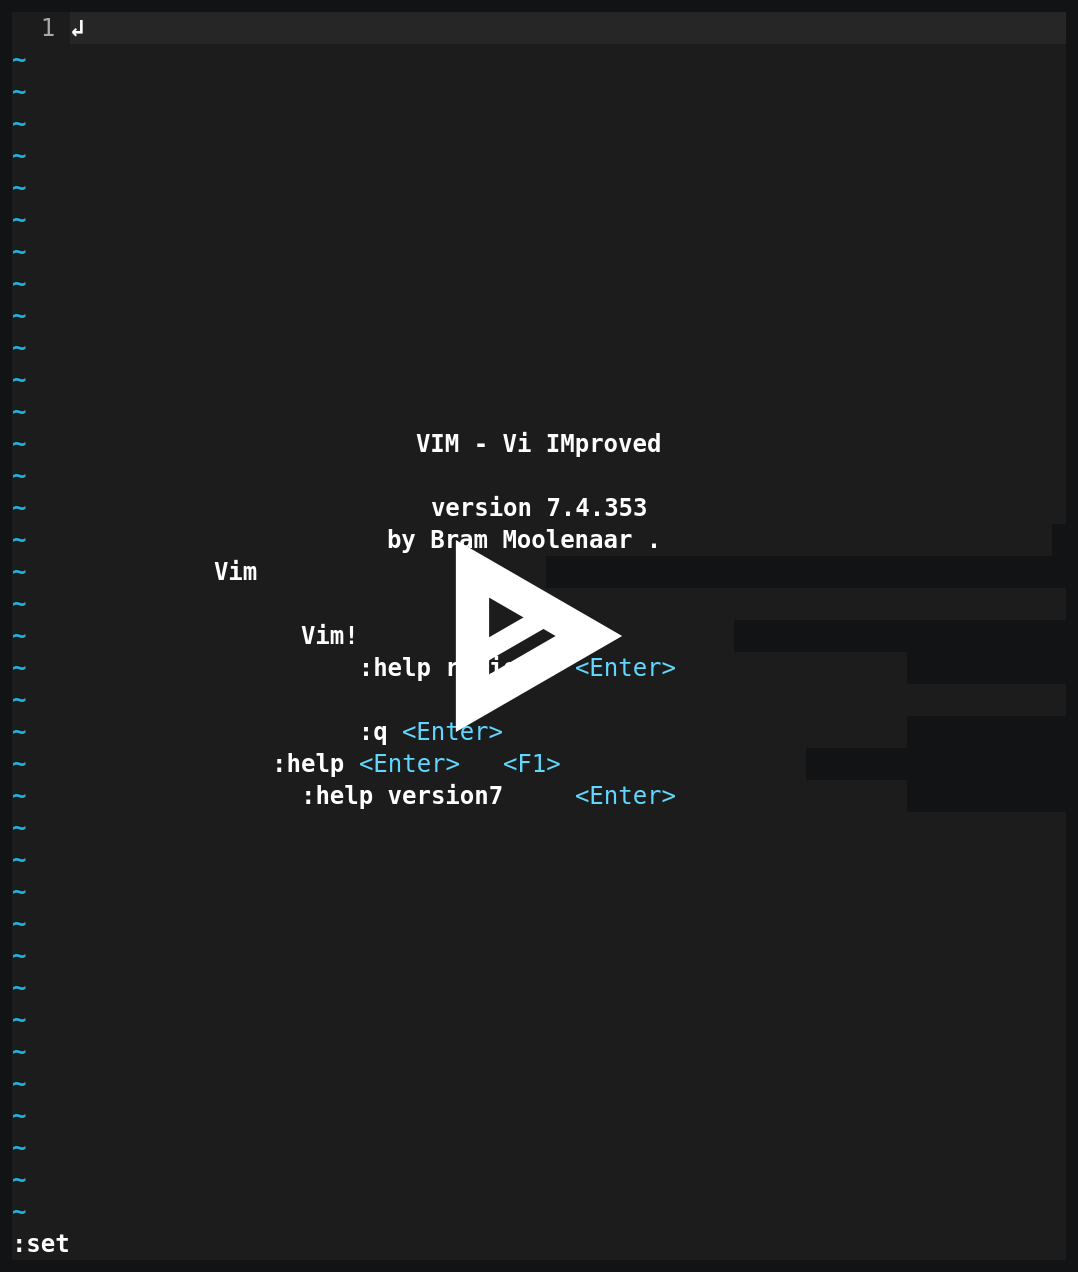 1 ↲
~
~
~
~
~
~
~
~
~
~
~
~
~ VIM - Vi IMproved
~
~ version 7.4.353
~ by Bram Moolenaar .
~ Vim
~
~ Vim!
~ :help <Enter>
~
~ :q <Enter>
~ :help <Enter> <F1>
~ :help version7 <Enter>
~
~
~
~
~
~
~
~
~
~
~
~
~
:set